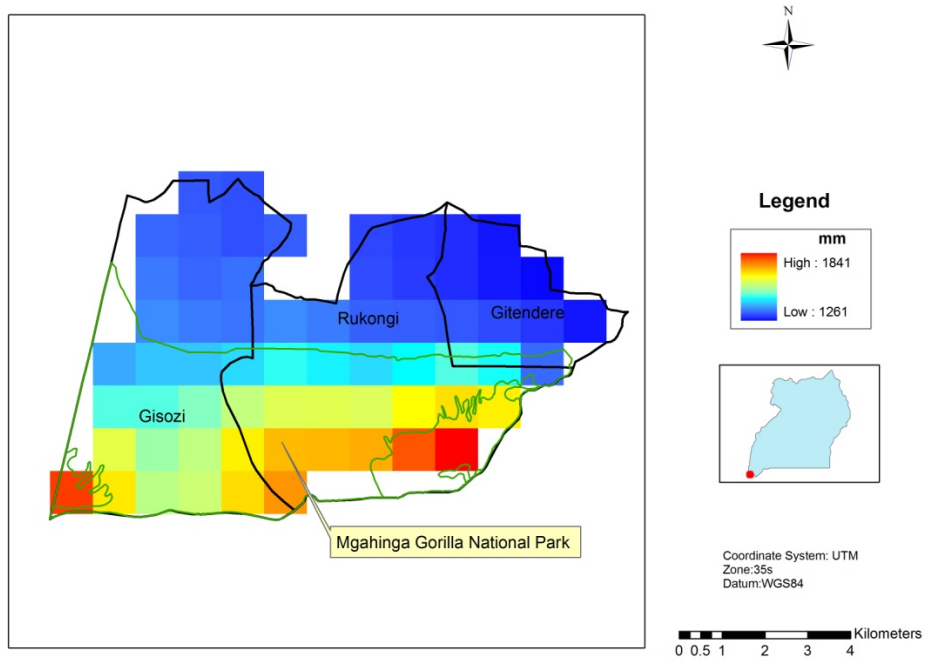 N
Rukongi
Gitendere
Gisozi
Mgahinga Gorilla National Park
Legend
mm
High : 1841
Low : 1261
Coordinate System: UTM
Zone:35s
Datum:WGS84
Kilometers
0 0.5 1 2 3 4